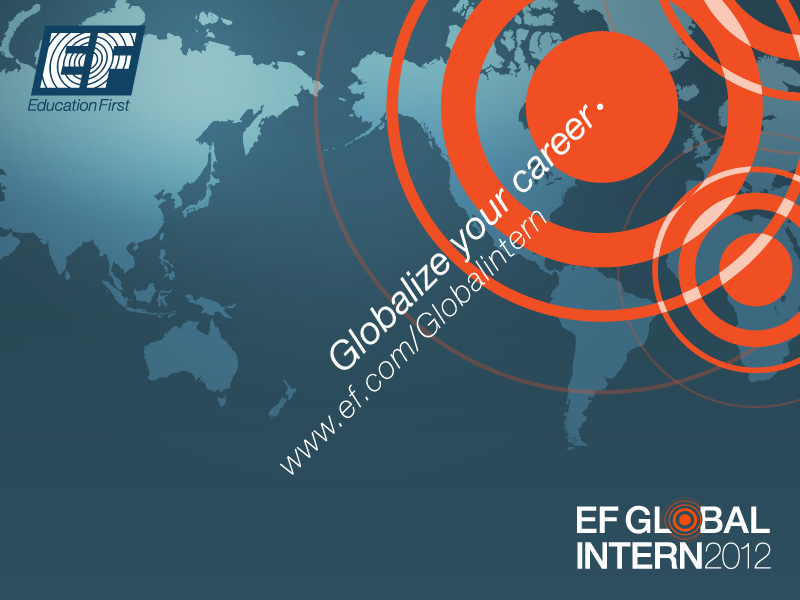 EF
Education First
Globalize your career.
www.ef.com/Globalintern
EF GLOBAL
INTERN2012